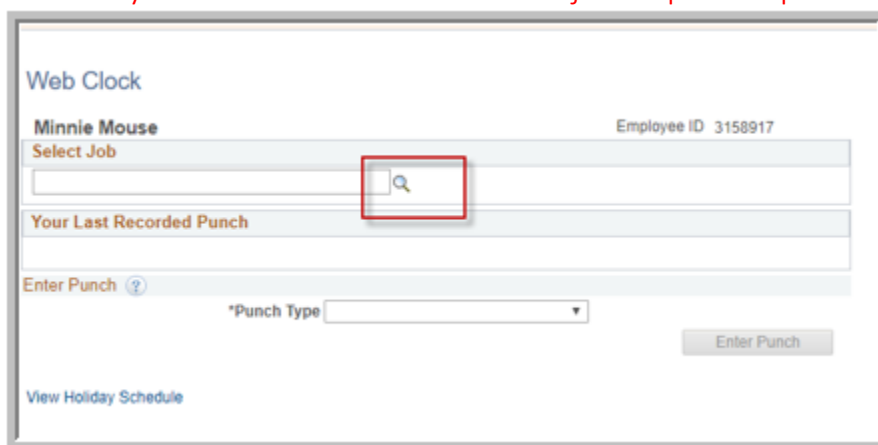 Web Clock
Minnie Mouse Employee ID 3158917
Select Job
Your Last Recorded Punch
Enter Punch ?
*Punch Type
Enter Punch
View Holiday Schedule